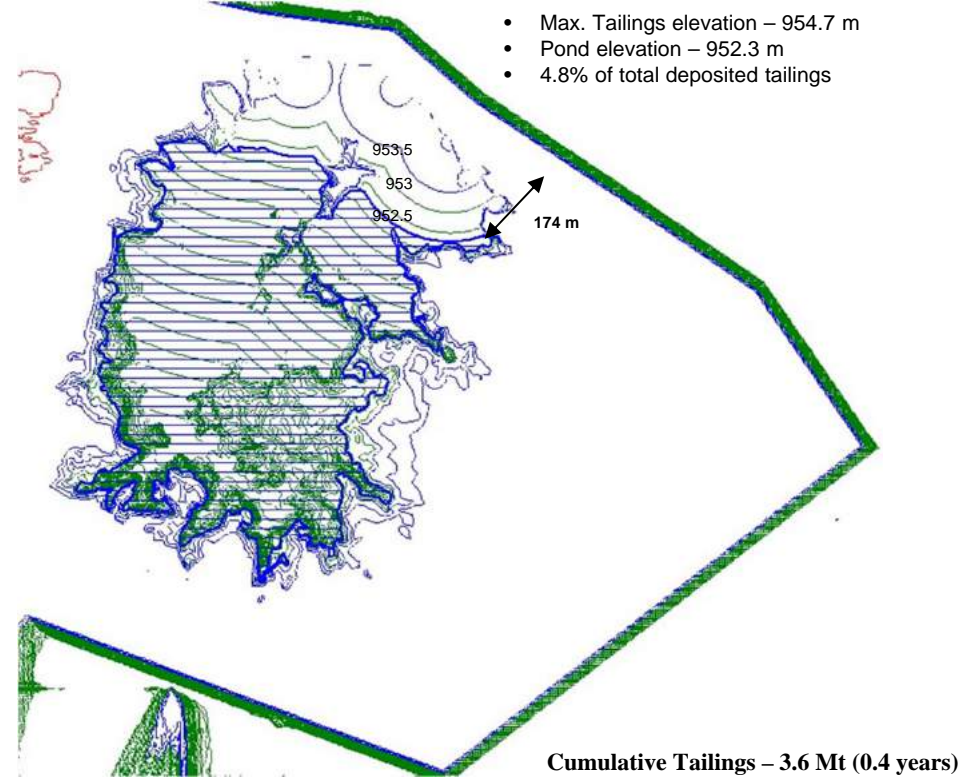 • Max. Tailings elevation – 954.7 m
• Pond elevation – 952.3 m
• 4.8% of total deposited tailings
953.5
953
952.5
174 m
Cumulative Tailings – 3.6 Mt (0.4 years)